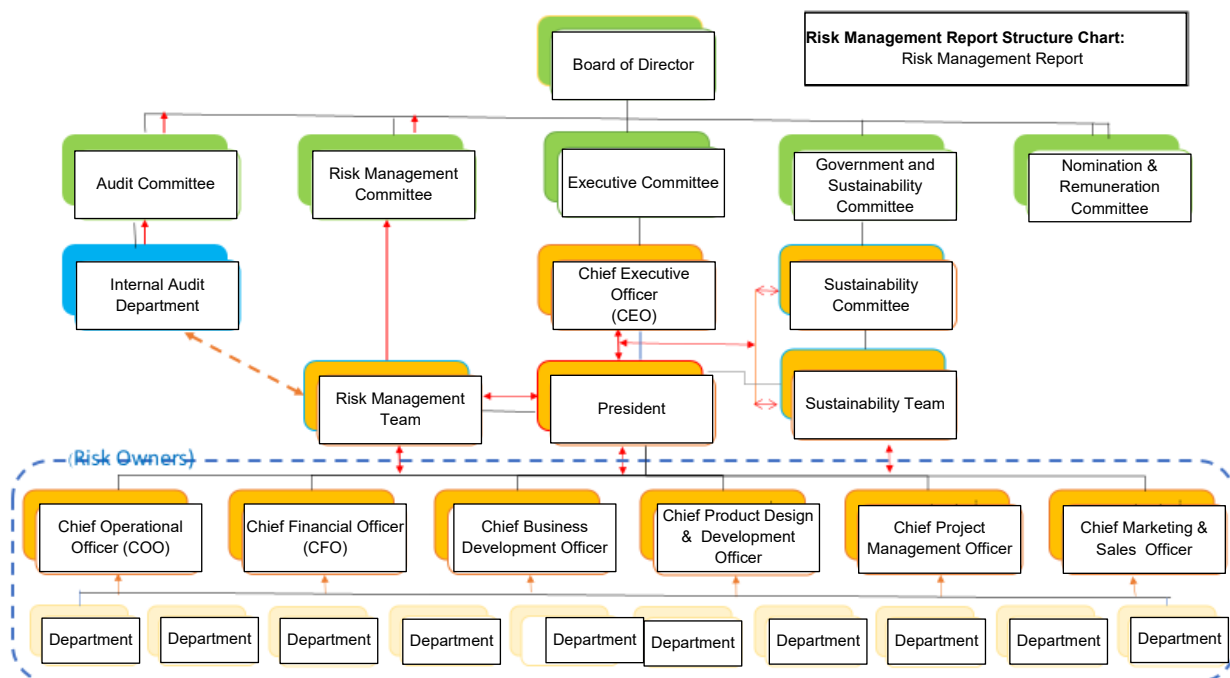 Risk Management Report Structure Chart:
Risk Management Report
Board of Director
Audit Committee
Risk Management
Committee
Executive Committee
Government and
Sustainability
Committee
Nomination &
Remuneration
Committee
Internal Audit
Department
Chief Executive
Officer
(CEO)
Sustainability
Committee
Risk Management
Team
President
Sustainability Team
(Risk Owners)
Chief Operational
Officer (COO)
Chief Financial Officer
(CFO)
Chief Business
Development Officer
Chief Product Design
& Development
Officer
Chief Project
Management Officer
Chief Marketing &
Sales Officer
Department
Department
Department
Department
Department
Department
Department
Department
Department
Department